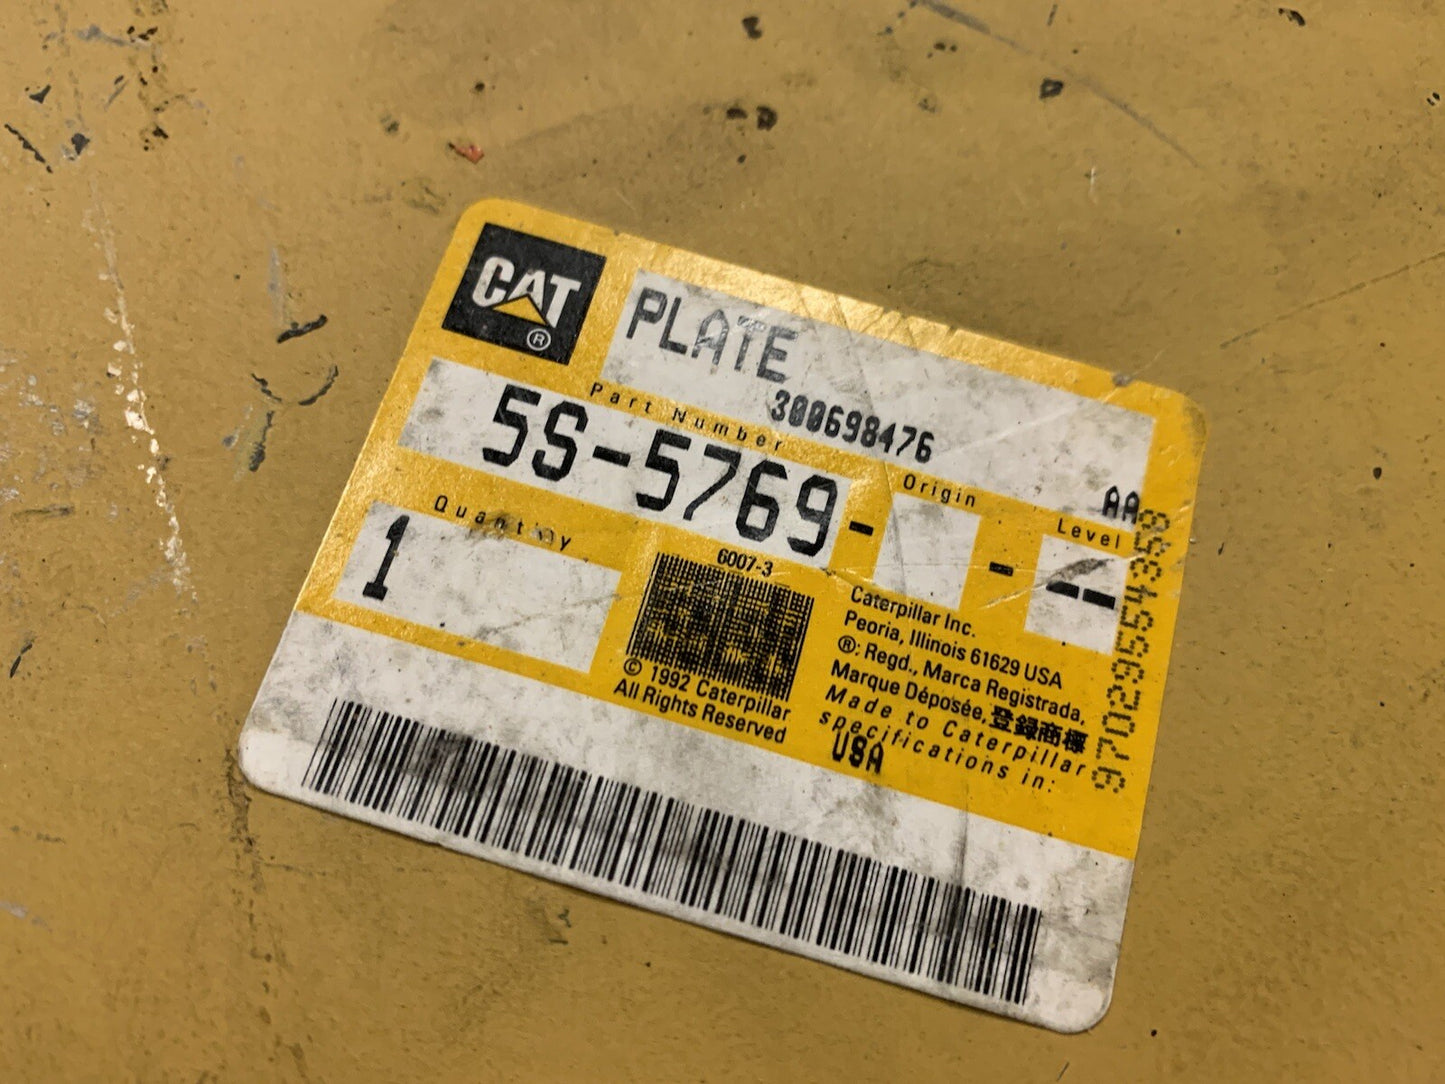 CAT
®
PLATE
300698476
Part Number
5S-5769-
Origin
-
AA
Level
--
Quantity
1
6007-3
© 1992 Caterpillar
All Rights Reserved
Caterpillar Inc.
Peoria, Illinois 61629 USA
®: Regd., Marca Registrada,
Marque Déposée, 登録商標
Made to Caterpillar
specifications in:
USA
970295554358